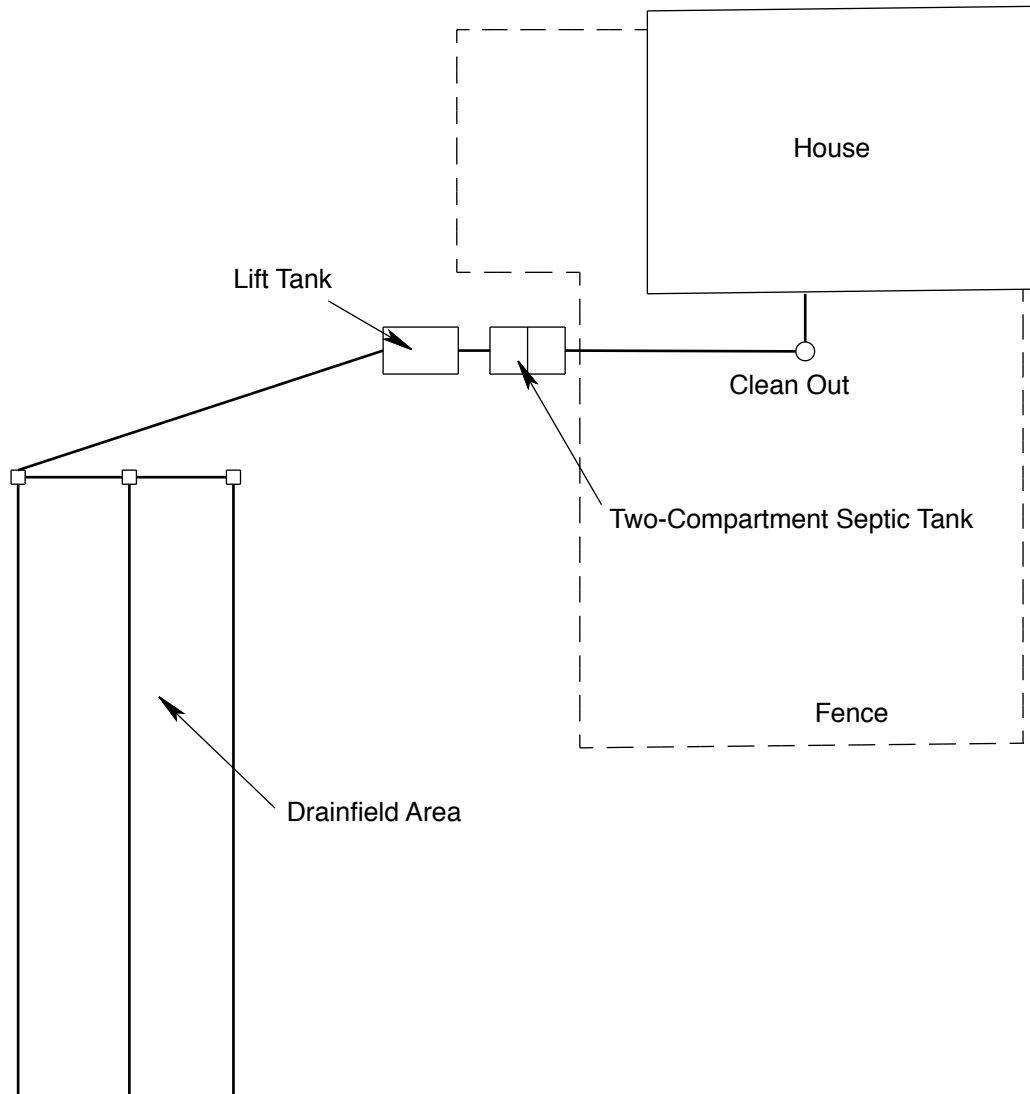 House
Lift Tank
Clean Out
Two-Compartment Septic Tank
Fence
Drainfield Area